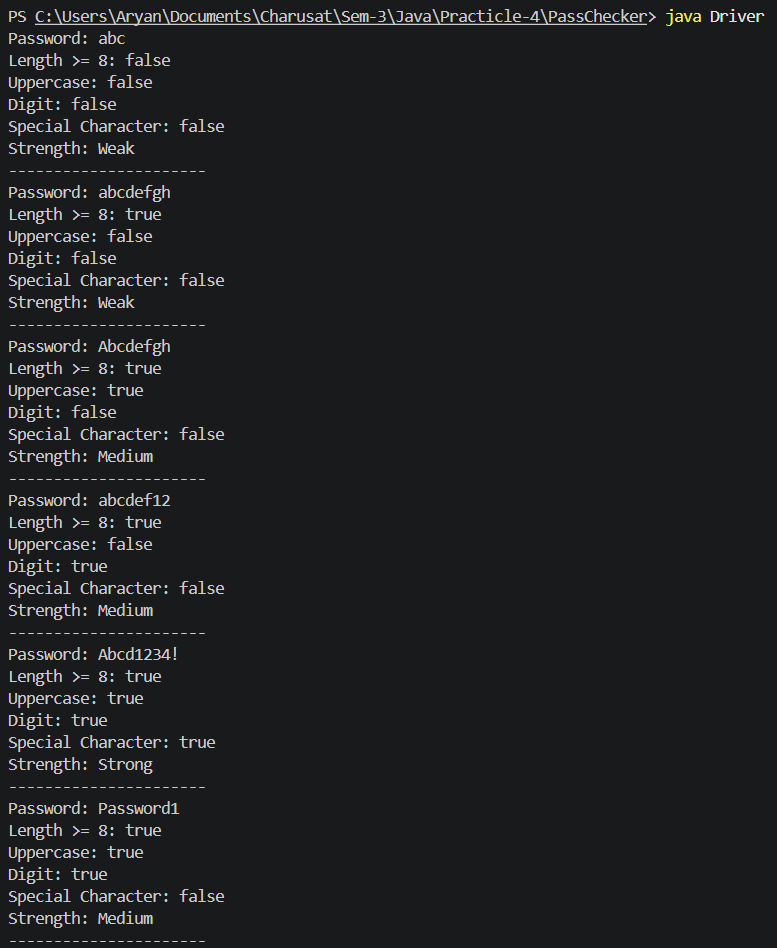 PS C:\Users\Aryan\Documents\Charusat\Sem-3\Java\Practicle-4\PassChecker> java Driver
Password: abc
Length >= 8: false
Uppercase: false
Digit: false
Special Character: false
Strength: Weak
----------------------
Password: abcdefgh
Length >= 8: true
Uppercase: false
Digit: false
Special Character: false
Strength: Weak
----------------------
Password: Abcdefgh
Length >= 8: true
Uppercase: true
Digit: false
Special Character: false
Strength: Medium
----------------------
Password: abcdef12
Length >= 8: true
Uppercase: false
Digit: true
Special Character: false
Strength: Medium
----------------------
Password: Abcd1234!
Length >= 8: true
Uppercase: true
Digit: true
Special Character: true
Strength: Strong
----------------------
Password: Password1
Length >= 8: true
Uppercase: true
Digit: true
Special Character: false
Strength: Medium
----------------------